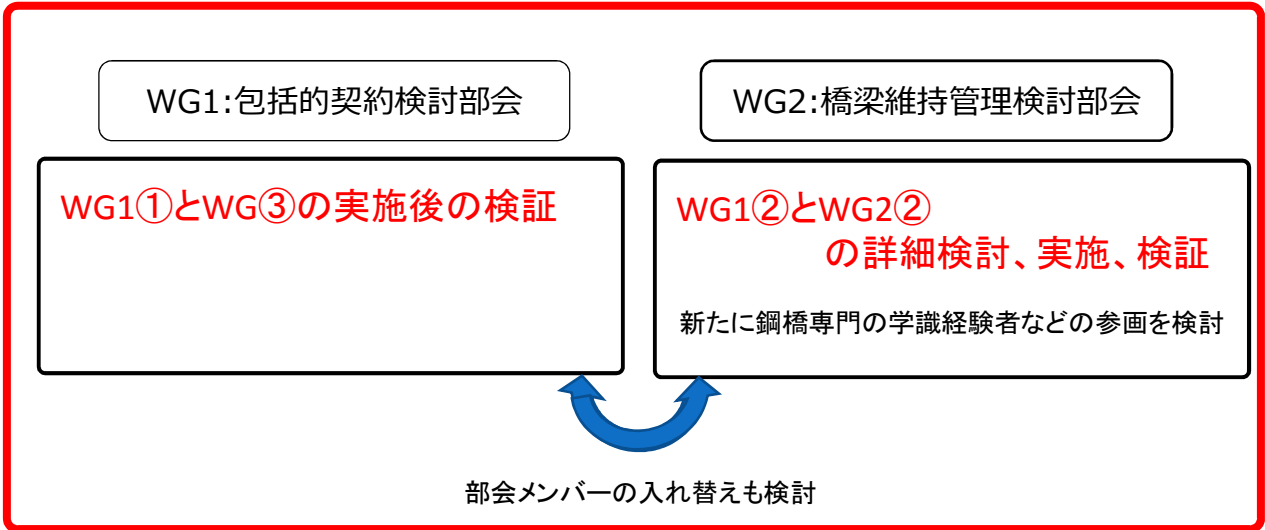 WG1:包括的契約検討部会
WG1①とWG③の実施後の検証
WG2:橋梁維持管理検討部会
WG1②とWG2②
の詳細検討、実施、検証
新たに鋼橋専門の学識経験者などの参画を検討
部会メンバーの入れ替えも検討